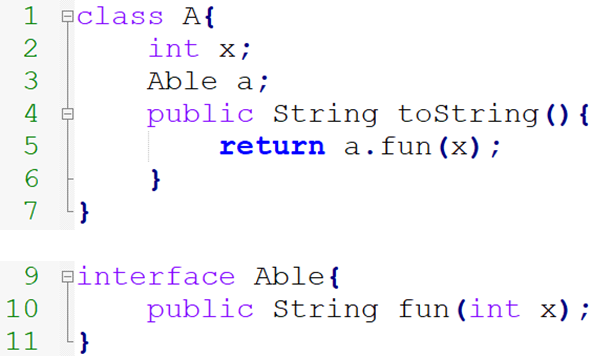 1 class A{
2 int x;
3 Able a;
4 public String toString(){
5 return a.fun(x);
6 }
7 }
9 interface Able{
10 public String fun(int x);
11 }